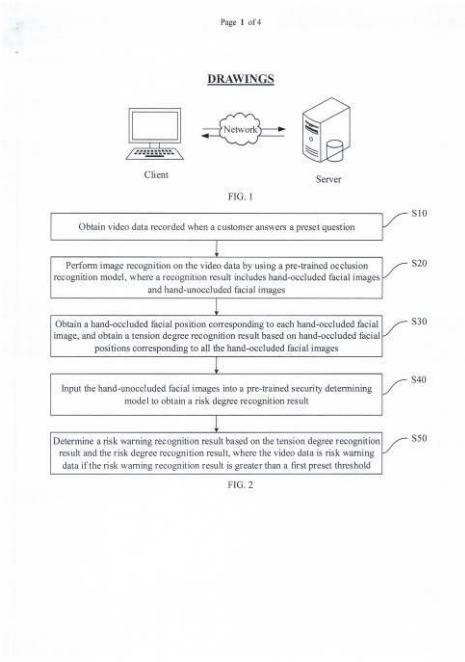 Page 1 of 4
DRAWINGS
Network
Client
Server
FIG. 1
S10
Obtain video data recorded when a customer answers a preset question
S20
Perform image recognition on the video data by using a pre-trained occlusion
recognition model, where a recognition result includes hand-occluded facial images
and hand-unoccluded facial images
S30
Obtain a hand-occluded facial position corresponding to each hand-occluded facial
image, and obtain a tension degree recognition result based on hand-occluded facial
positions corresponding to all the hand-occluded facial images
S40
Input the hand-unoccluded facial images into a pre-trained security determining
model to obtain a risk degree recognition result
S50
Determine a risk warning recognition result based on the tension degree recognition
result and the risk degree recognition result, where the video data is risk warning
data if the risk warning recognition result is greater than a first preset threshold
FIG. 2